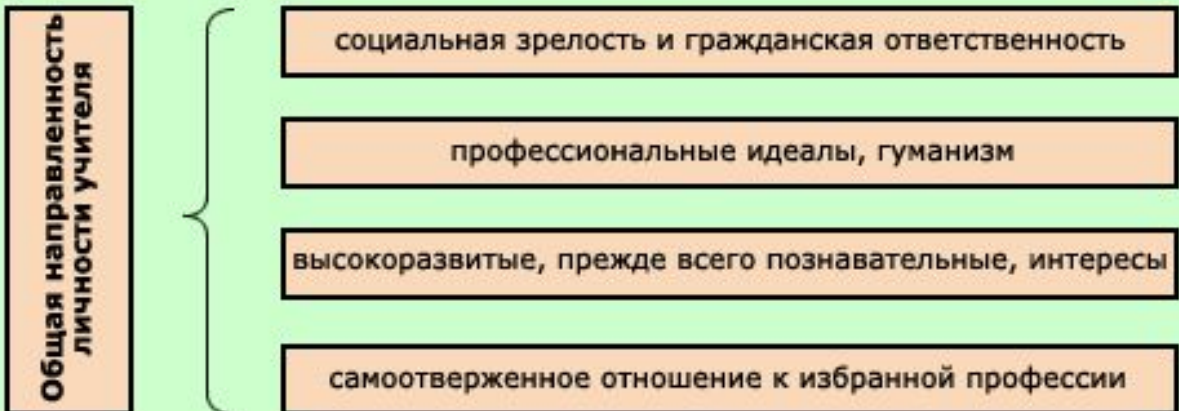 Общая направленность
личности учителя
социальная зрелость и гражданская ответственность
профессиональные идеалы, гуманизм
высокоразвитые, прежде всего познавательные, интересы
самоотверженное отношение к избранной профессии